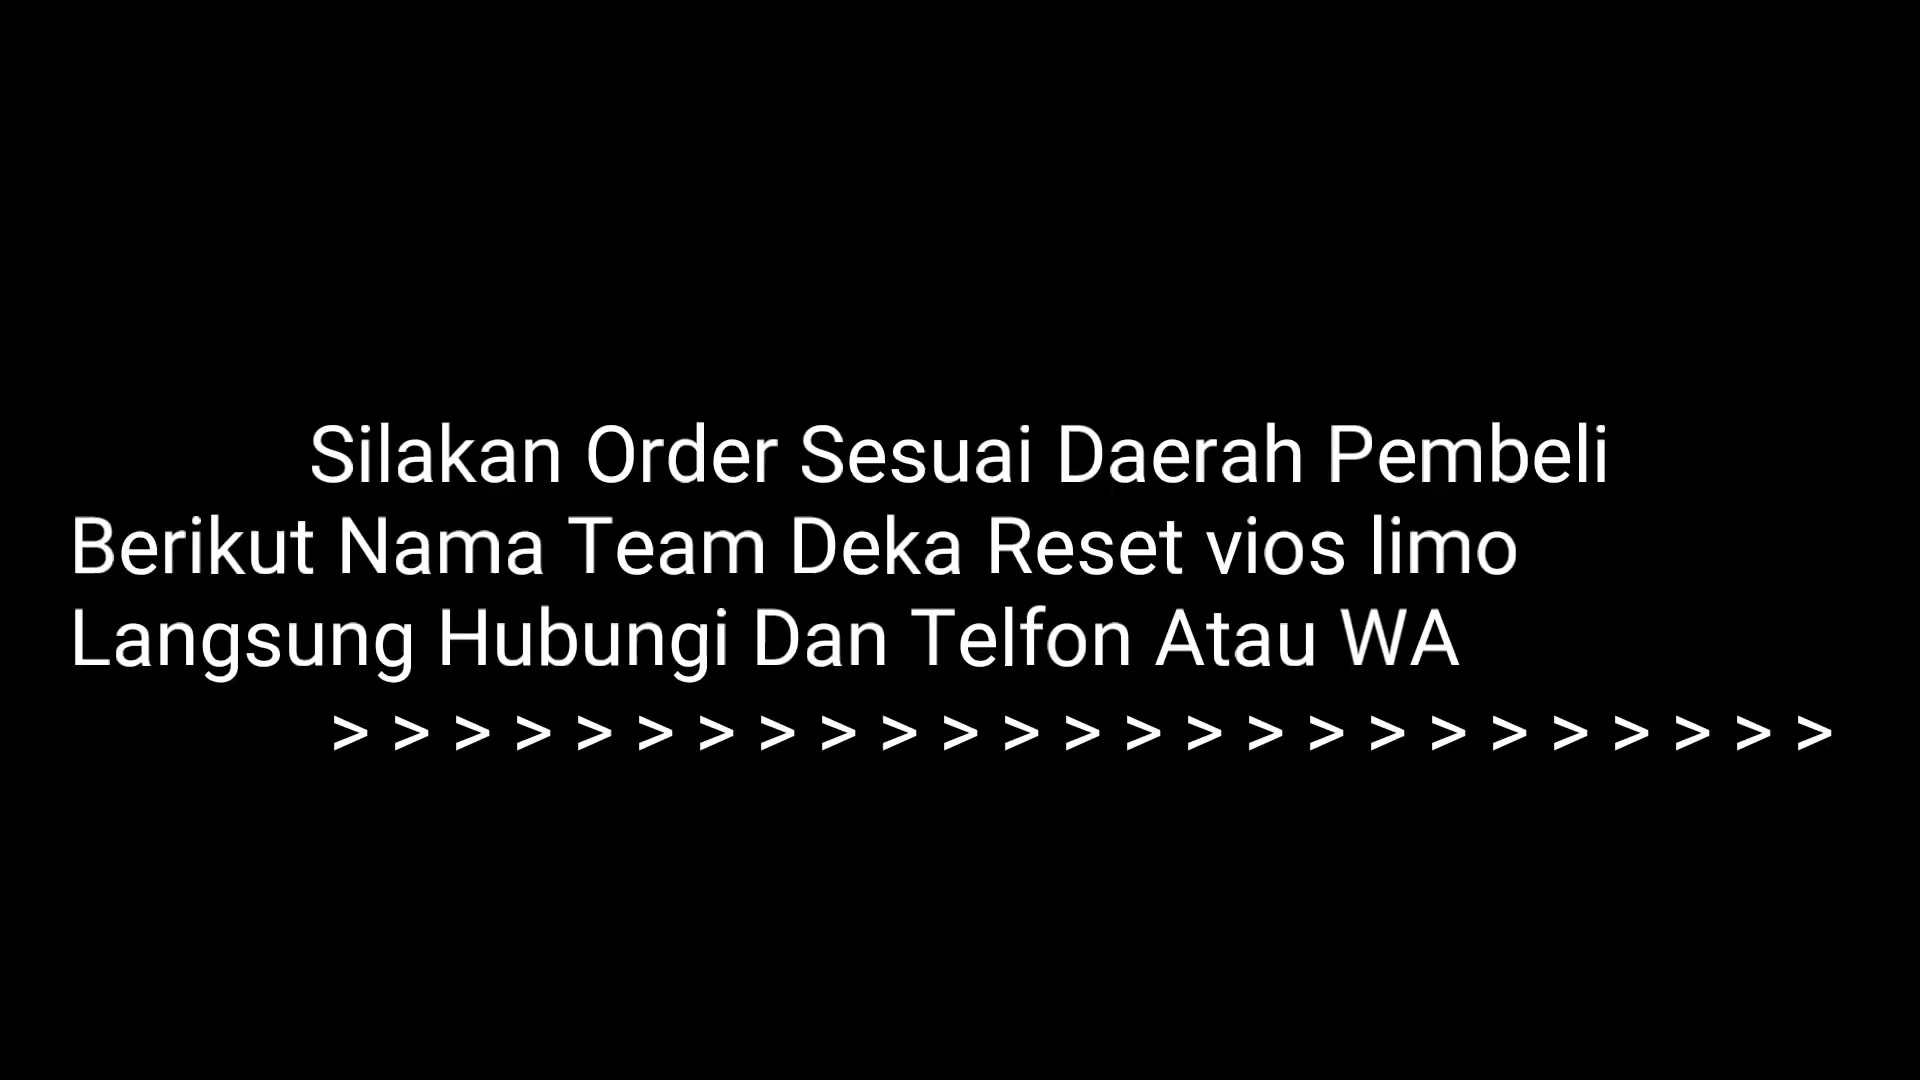 Silakan Order Sesuai Daerah Pembeli
Berikut Nama Team Deka Reset vios limo
Langsung Hubungi Dan Telfon Atau WA
> > > > > > > > > > > > > > > > > > > > > > > > >